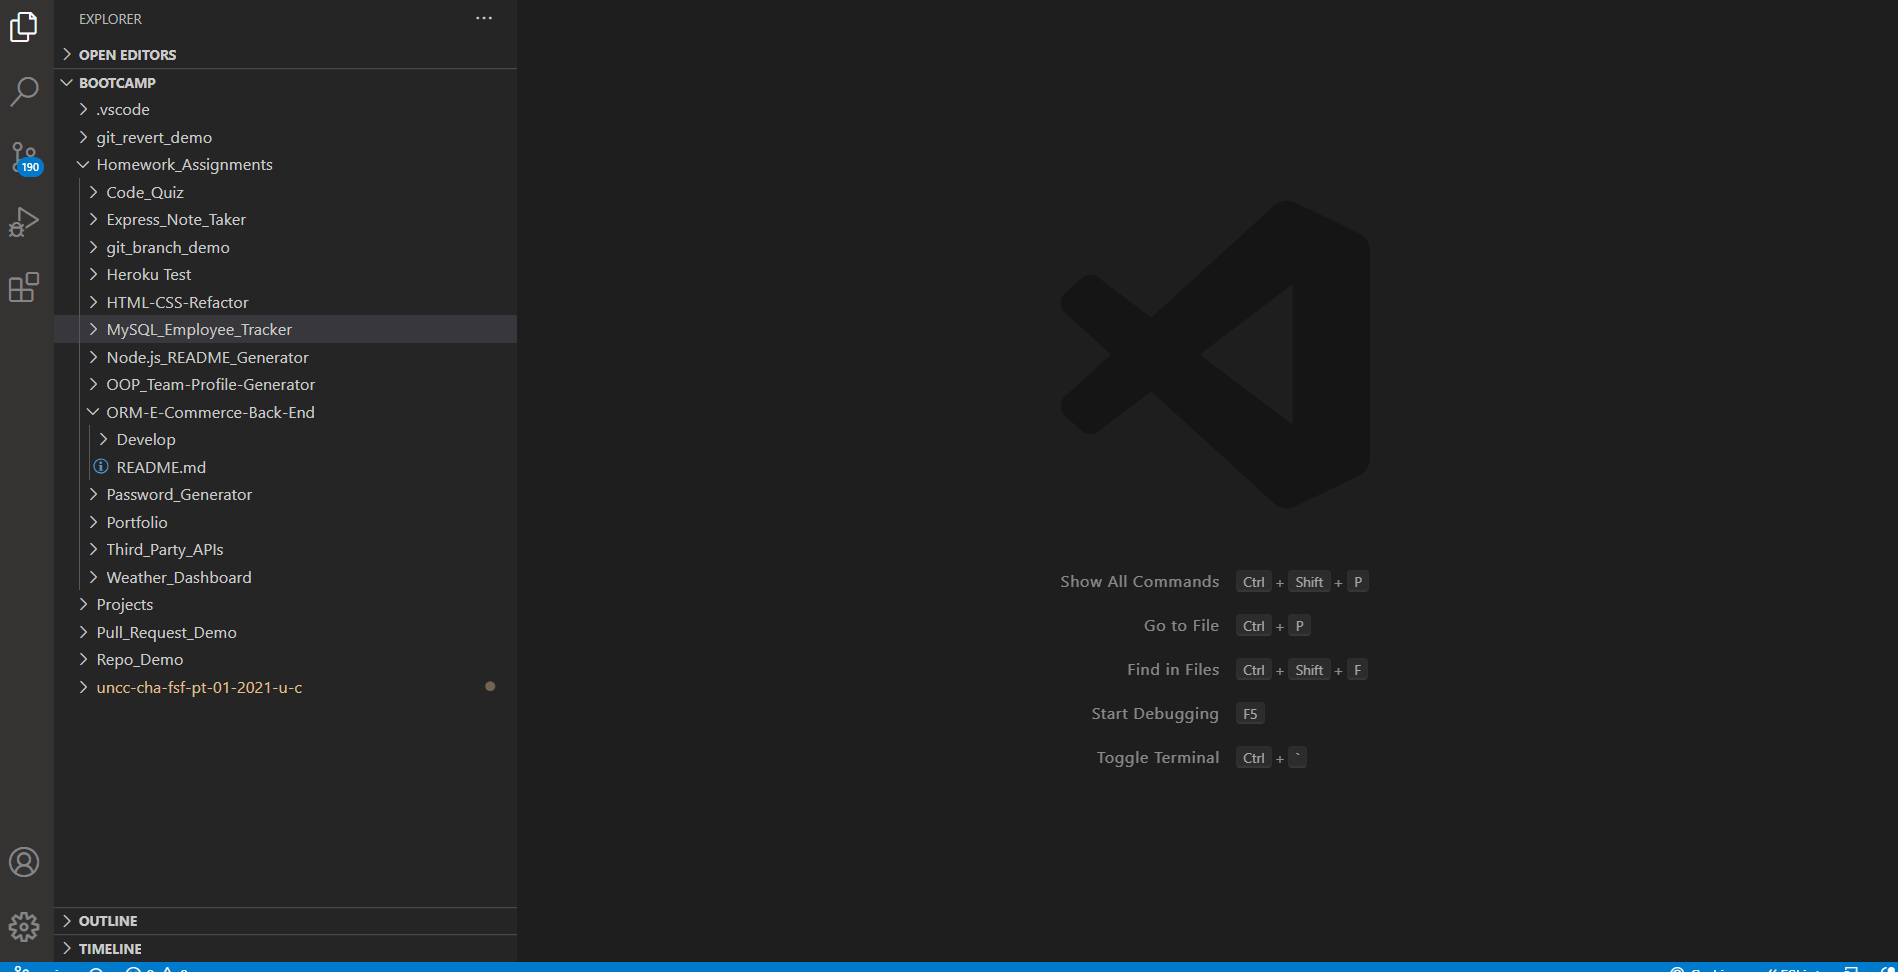 EXPLORER
OPEN EDITORS
BOOTCAMP
.vscode
git_revert_demo
Homework_Assignments
190
Code_Quiz
Express_Note_Taker
git_branch_demo
Heroku Test
HTML-CSS-Refactor
MySQL_Employee_Tracker
Node.js_README_Generator
OOP_Team-Profile-Generator
ORM-E-Commerce-Back-End
Develop
README.md
Password_Generator
Portfolio
Third_Party_APIs
Weather_Dashboard
Projects
Pull_Request_Demo
Repo_Demo
uncc-cha-fsf-pt-01-2021-u-c
OUTLINE
TIMELINE
Show All Commands Ctrl + Shift + P
Go to File Ctrl + P
Find in Files Ctrl + Shift + F
Start Debugging F5
Toggle Terminal Ctrl + `